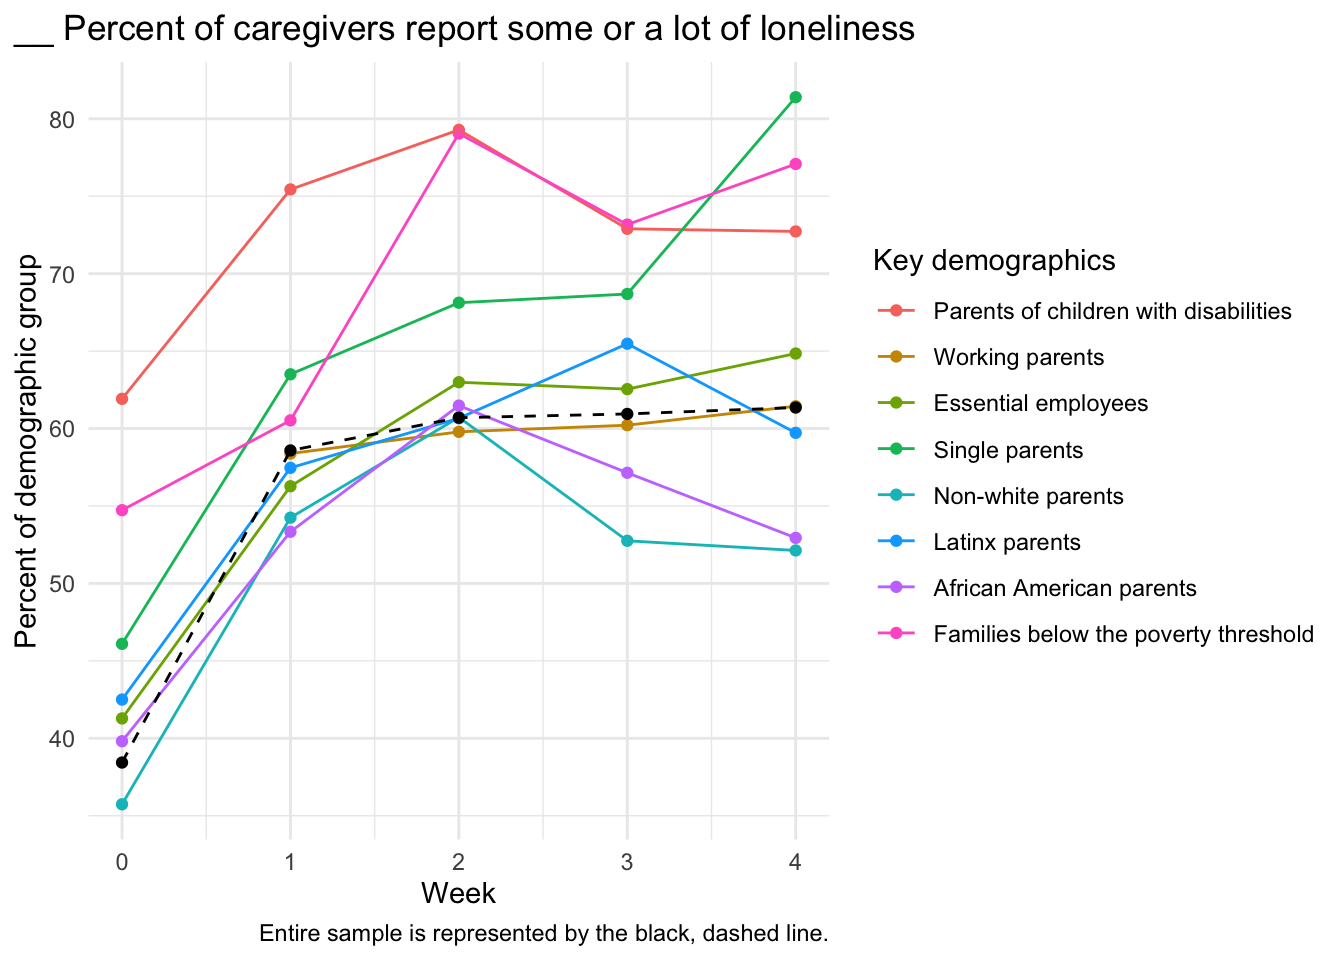 __ Percent of caregivers report some or a lot of loneliness
Percent of demographic group
80
70
60
50
40
0 1 2 3 4
Week
Entire sample is represented by the black, dashed line.
Key demographics
Parents of children with disabilities
Working parents
Essential employees
Single parents
Non-white parents
Latinx parents
African American parents
Families below the poverty threshold